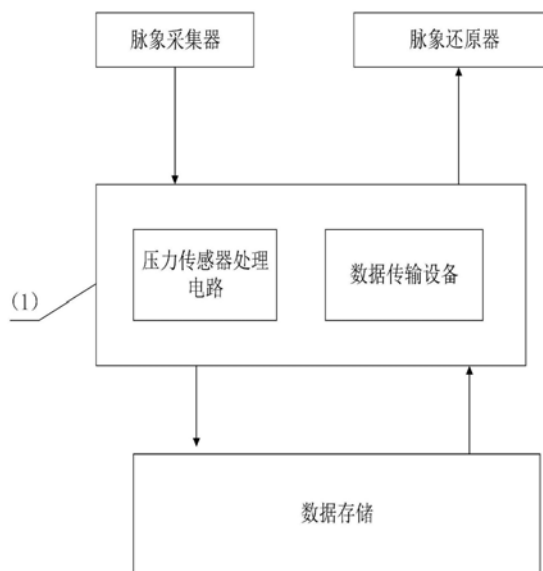 脉象采集器
脉象还原器
压力传感器处理
电路
数据传输设备
(1)
数据存储